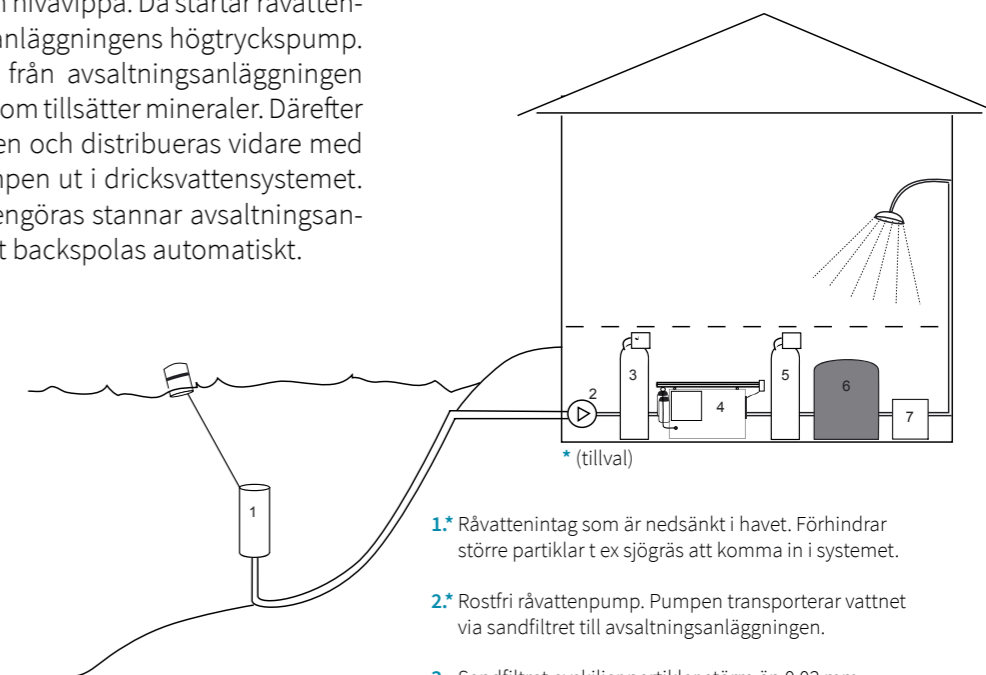 nivåvippa. Då startar råvatten-
anläggningens högtryckspump.
från avsaltningsanläggningen
om tillsätter mineraler. Därefter
en och distribueras vidare med
pen ut i dricksvattensystemet.
engöras stannar avsaltningsan-
t backspolas automatiskt.
1
2
3
4
5
6
7
* (tillval)
1.* Råvattenintag som är nedsänkt i havet. Förhindrar
större partiklar t ex sjögräs att komma in i systemet.
2.* Rostfri råvattenpump. Pumpen transporterar vattnet
via sandfiltret till avsaltningsanläggningen.